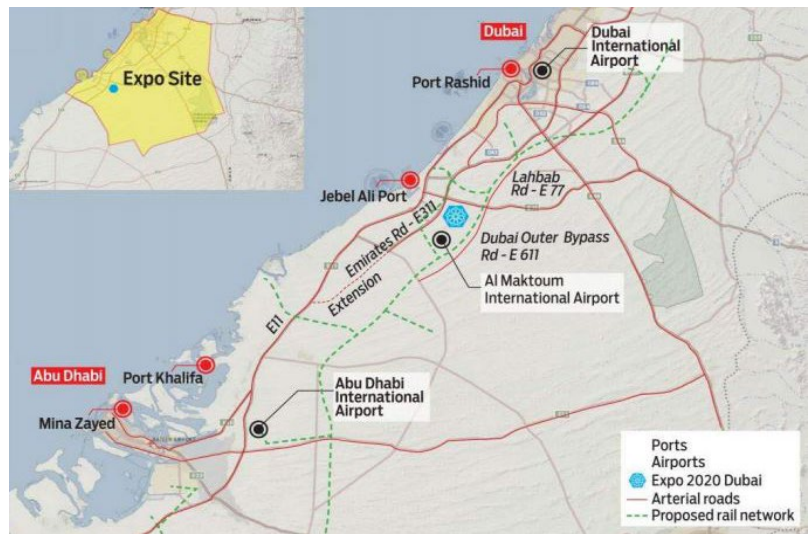 Expo Site
Dubai
Dubai
International
Airport
Port Rashid
Jebel Ali Port
Lahbab
Rd - E 77
Emirates Rd - E311
Extension
Dubai Outer Bypass
Rd - E 611
Al Maktoum
International Airport
E11
Port Khalifa
Abu Dhabi
Mina Zayed
Abu Dhabi
International
Airport
Ports
Airports
Expo 2020 Dubai
Arterial roads
Proposed rail network